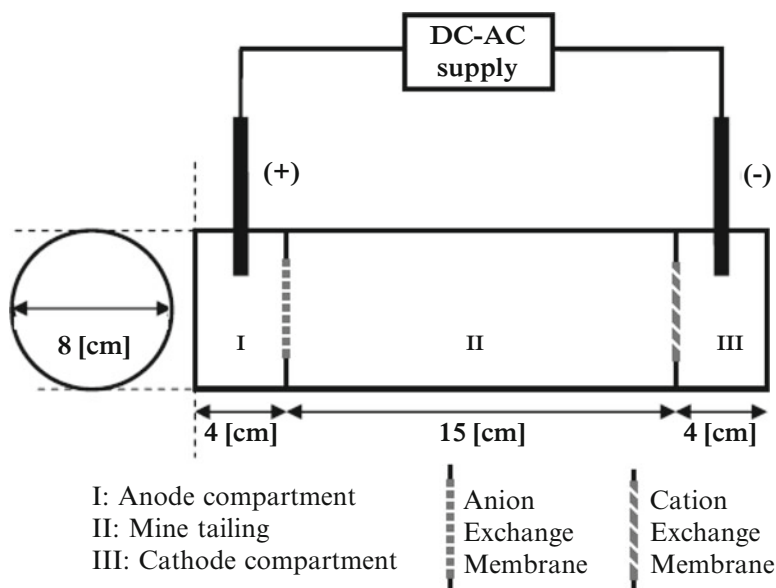 DC-AC
supply
(+)
(-)
8 [cm]
I
II
III
4 [cm]
15 [cm]
4 [cm]
I: Anode compartment
II: Mine tailing
III: Cathode compartment
Anion
Exchange
Membrane
Cation
Exchange
Membrane